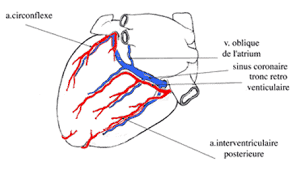 a.circonflexe
v. oblique
de l'atrium
sinus coronaire
tronc retro
venticulaire
a.interventriculaire
posterieure